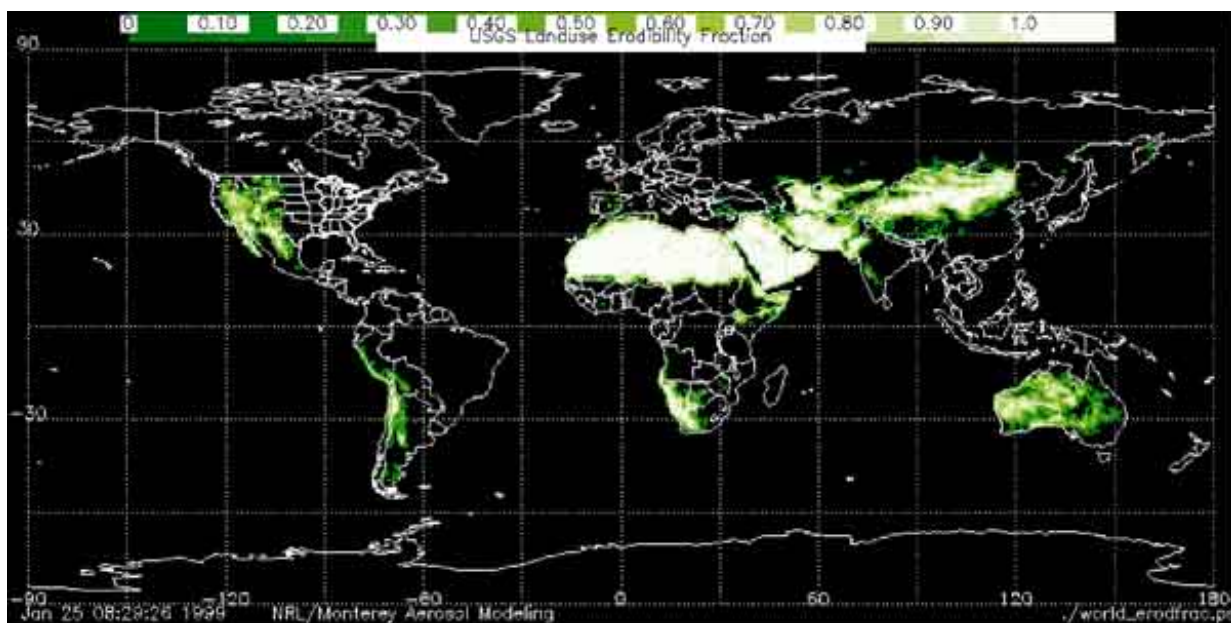 0 0.10 0.20 0.30 0.40 0.50 0.60 0.70 0.80 0.90 1.0
USGS Landuse Erodibility Fraction
90
30
0
-30
-90 -120 -60 0 60 120 180
Jan 25 08:29:26 1999 NRL/Monterey Aerosol Modeling ./world_erodfrac.p